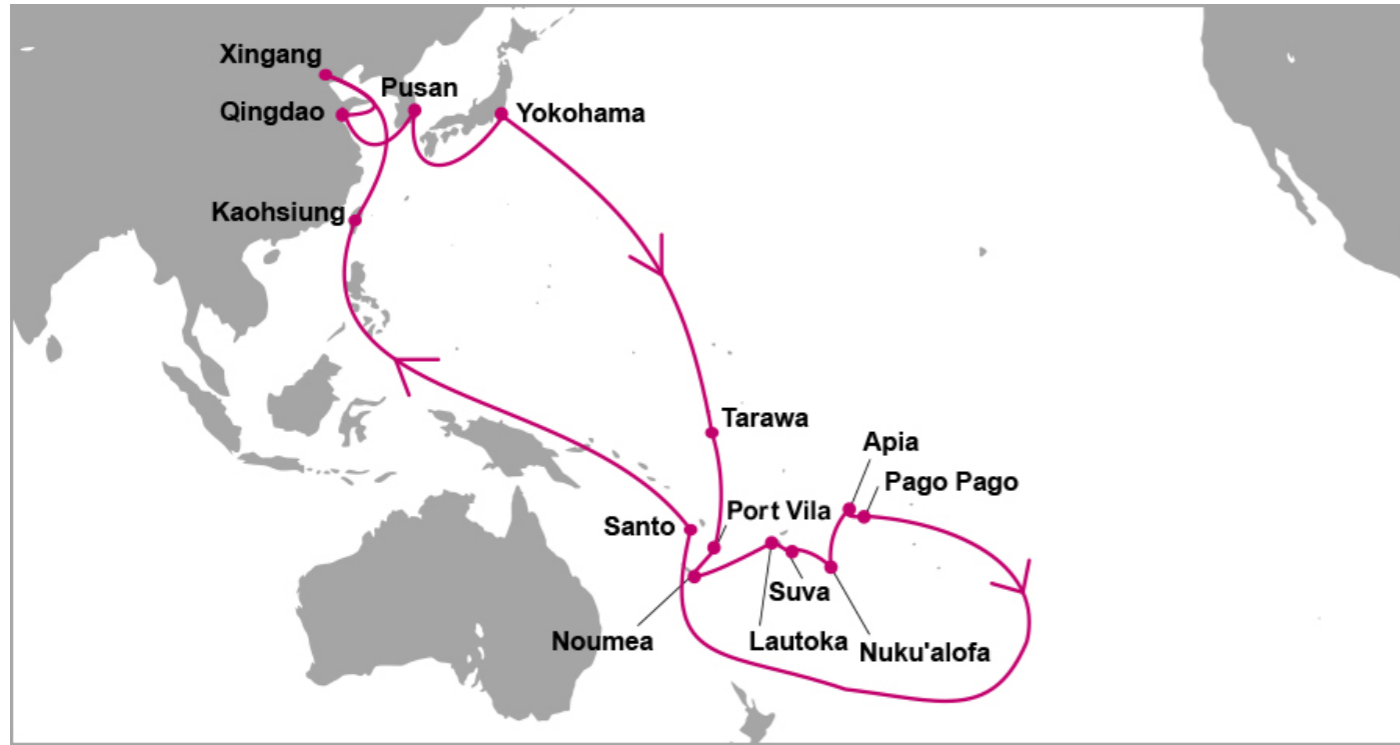 Xingang
Pusan
Qingdao
Yokohama
Kaohsiung
Tarawa
Apia
Pago Pago
Port Vila
Santo
Suva
Noumea
Lautoka
Nuku'alofa